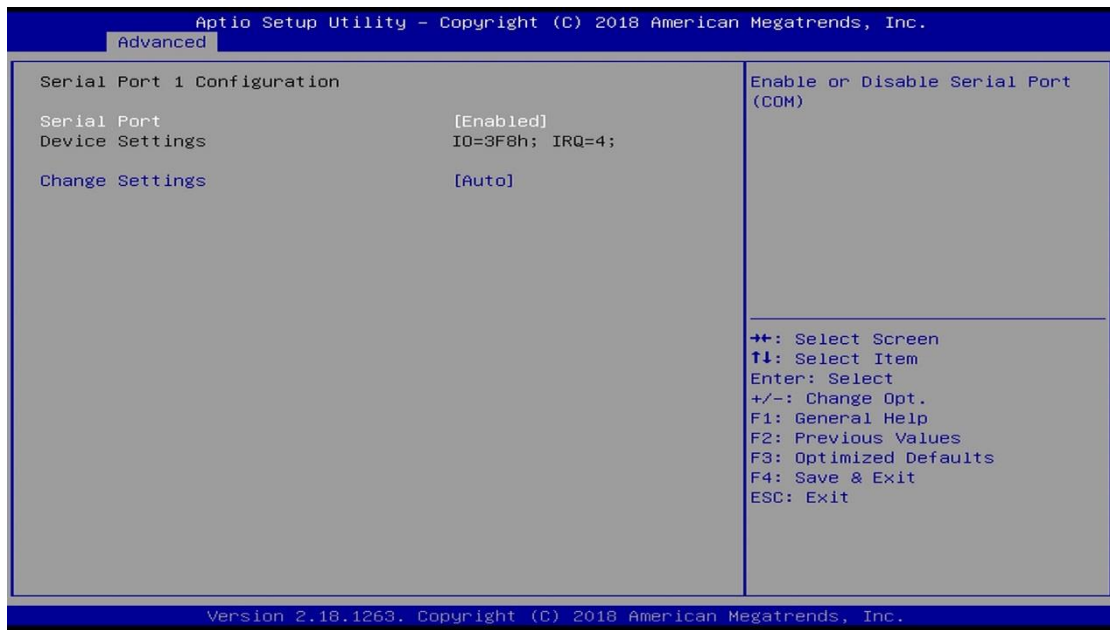 Aptio Setup Utility – Copyright (C) 2018 American Megatrends, Inc.
Advanced
Serial Port 1 Configuration
Serial Port [Enabled]
Device Settings IO=3F8h; IRQ=4;
Change Settings [Auto]
Enable or Disable Serial Port
(COM)
→←: Select Screen
↑↓: Select Item
Enter: Select
+/-: Change Opt.
F1: General Help
F2: Previous Values
F3: Optimized Defaults
F4: Save & Exit
ESC: Exit
Version 2.18.1263. Copyright (C) 2018 American Megatrends, Inc.